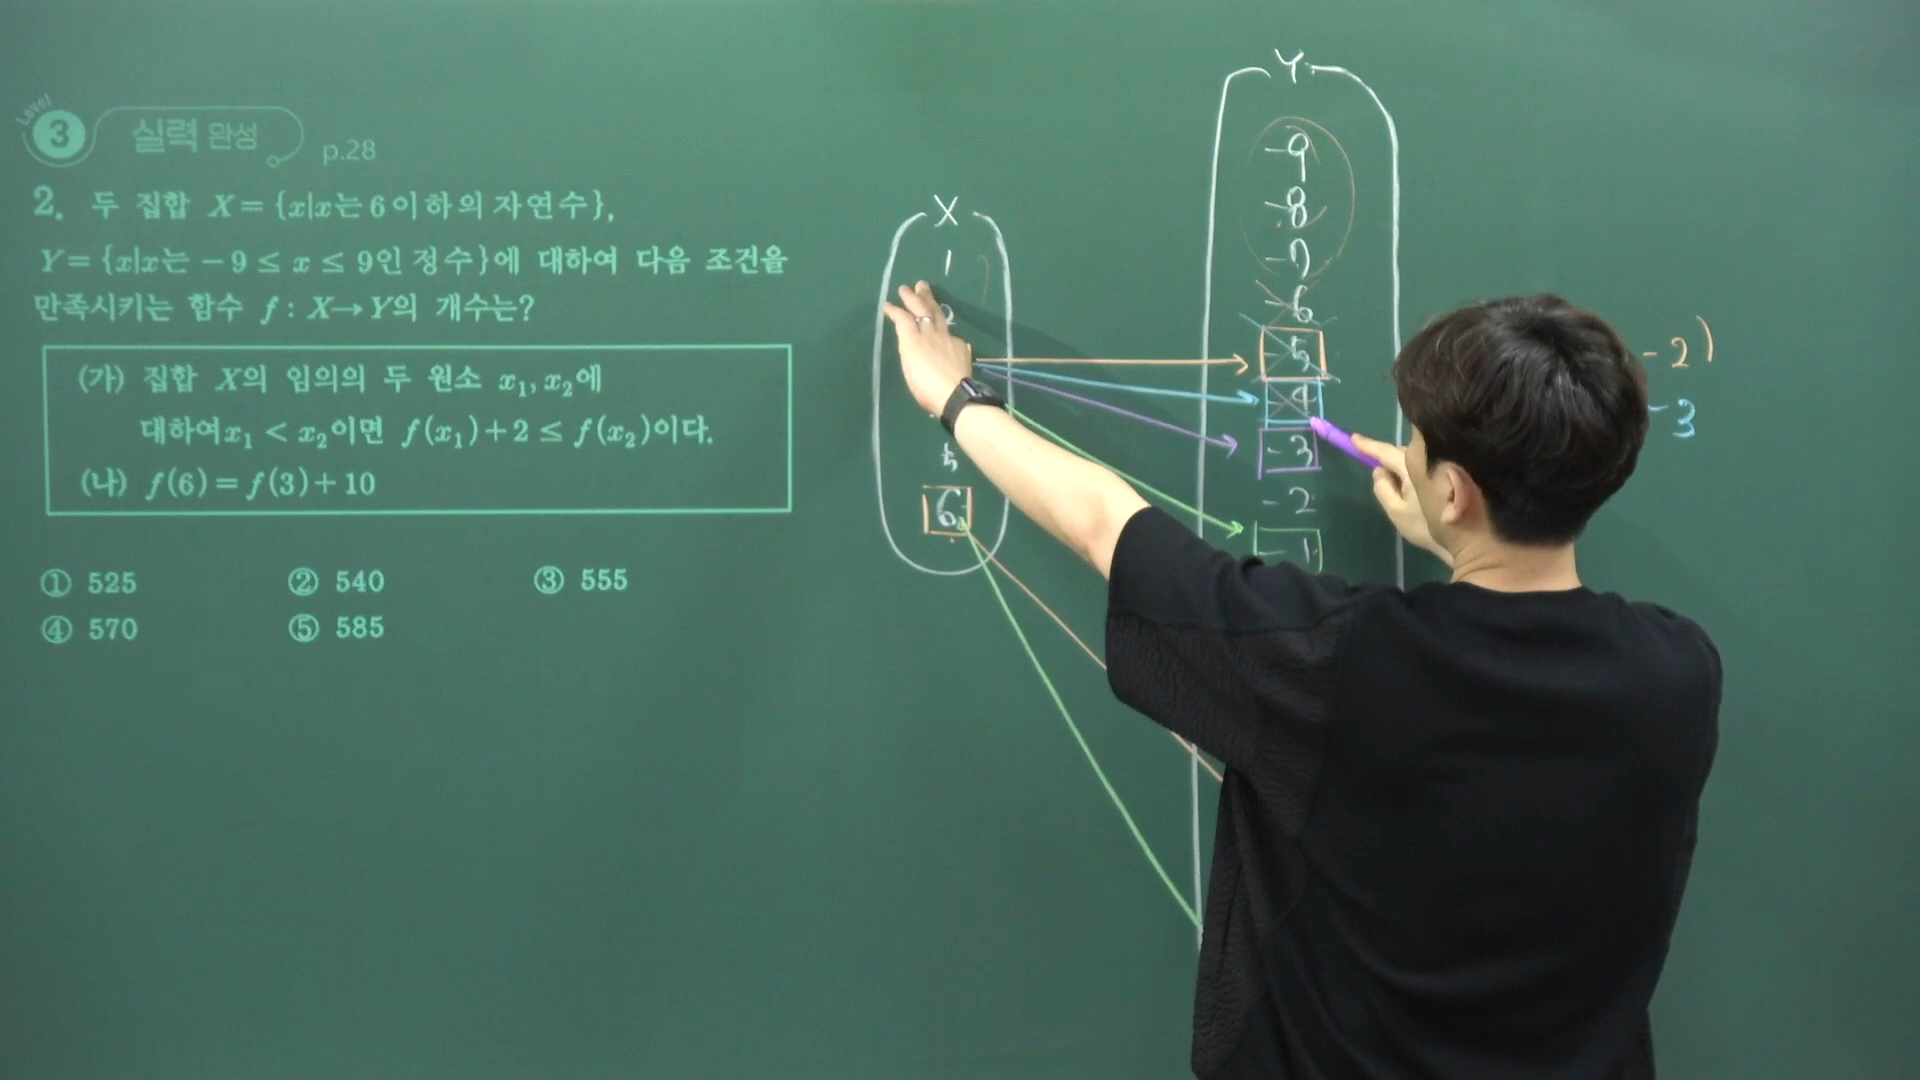 Level 3 실력 완성 p.28
2. 두 집합 X = {x|x는 6 이하의 자연수},
Y = {x|x는 −9 ≤ x ≤ 9인 정수}에 대하여 다음 조건을
만족시키는 함수 f : X→Y의 개수는?
(가) 집합 X의 임의의 두 원소 x₁, x₂에
대하여 x₁ < x₂이면 f(x₁)+2 ≤ f(x₂)이다.
(나) f(6) = f(3)+10
① 525 ② 540 ③ 555
④ 570 ⑤ 585
X
1
2
5
6
Y
-9
-8
-7
-6
-5
-4
-3
-2
-1
-2)
-3